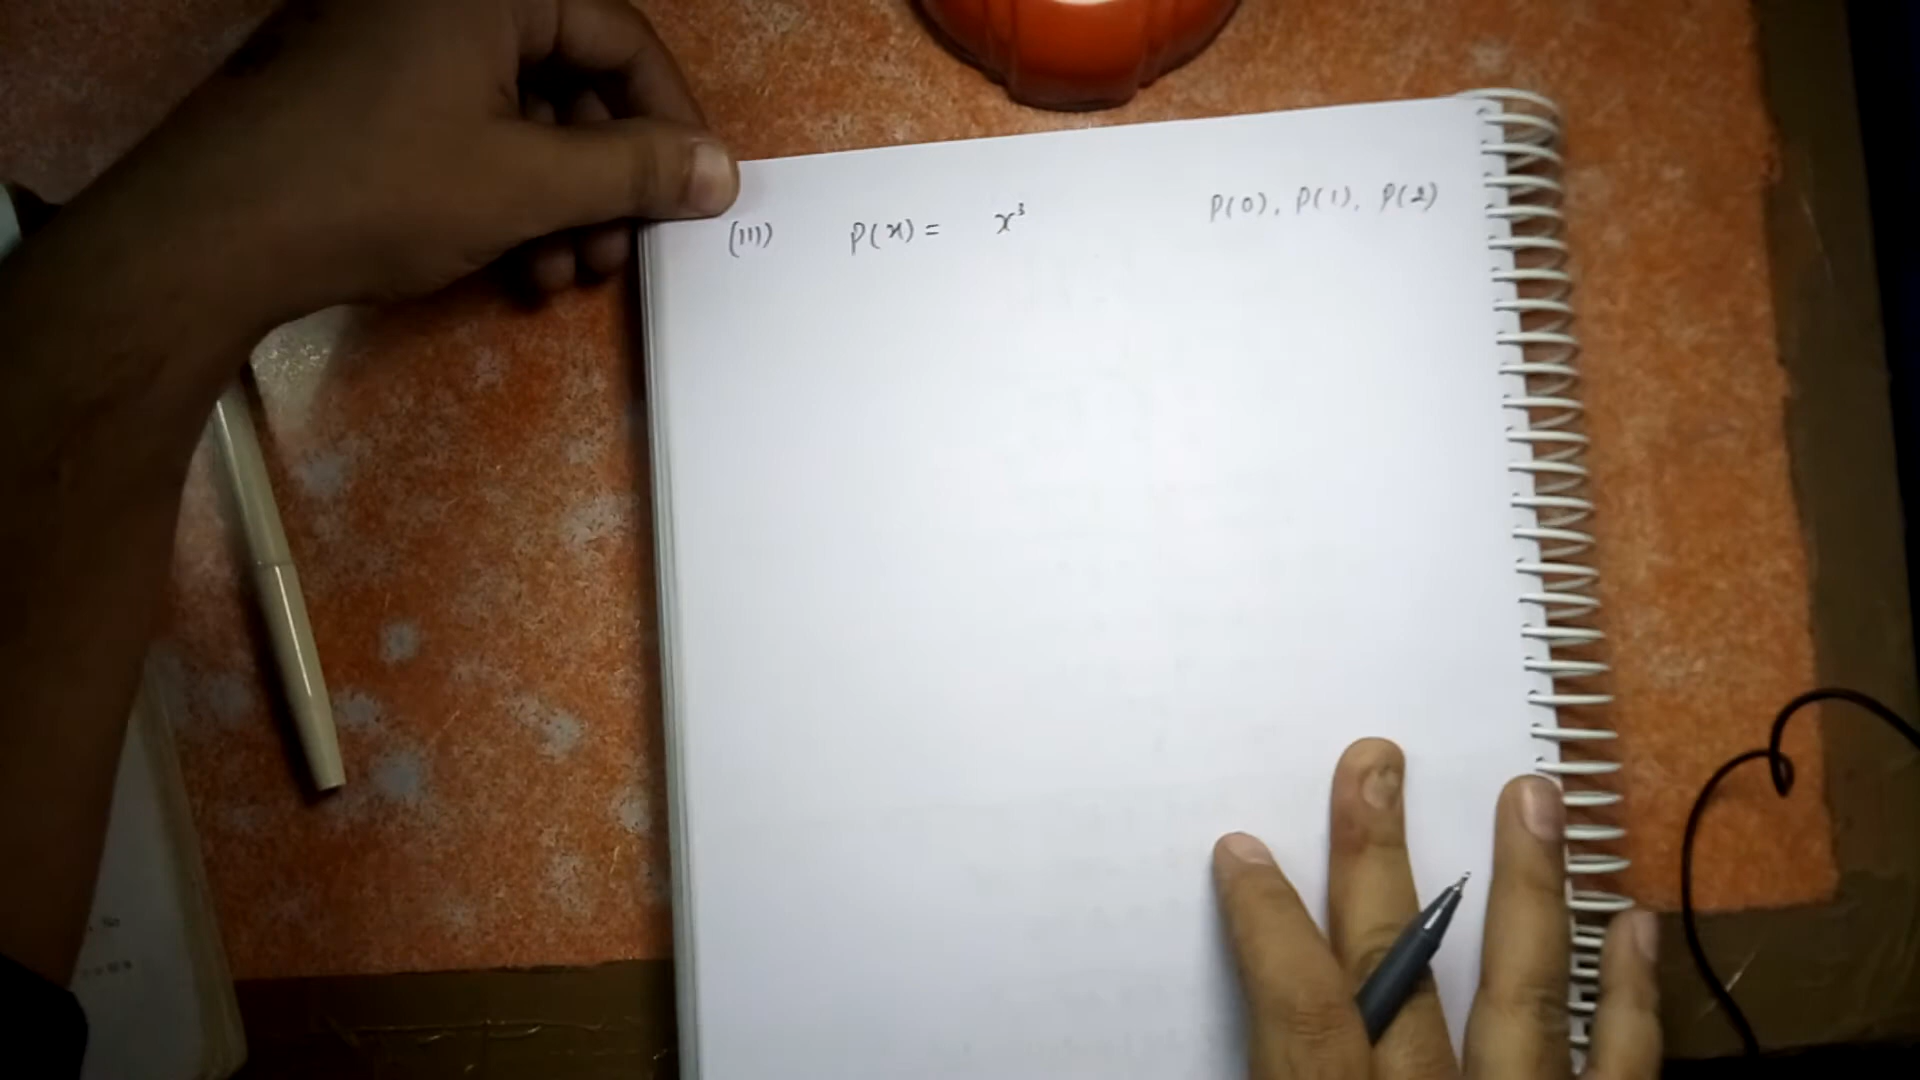 (III) P(x) = x³ P(0), P(1), P(2)